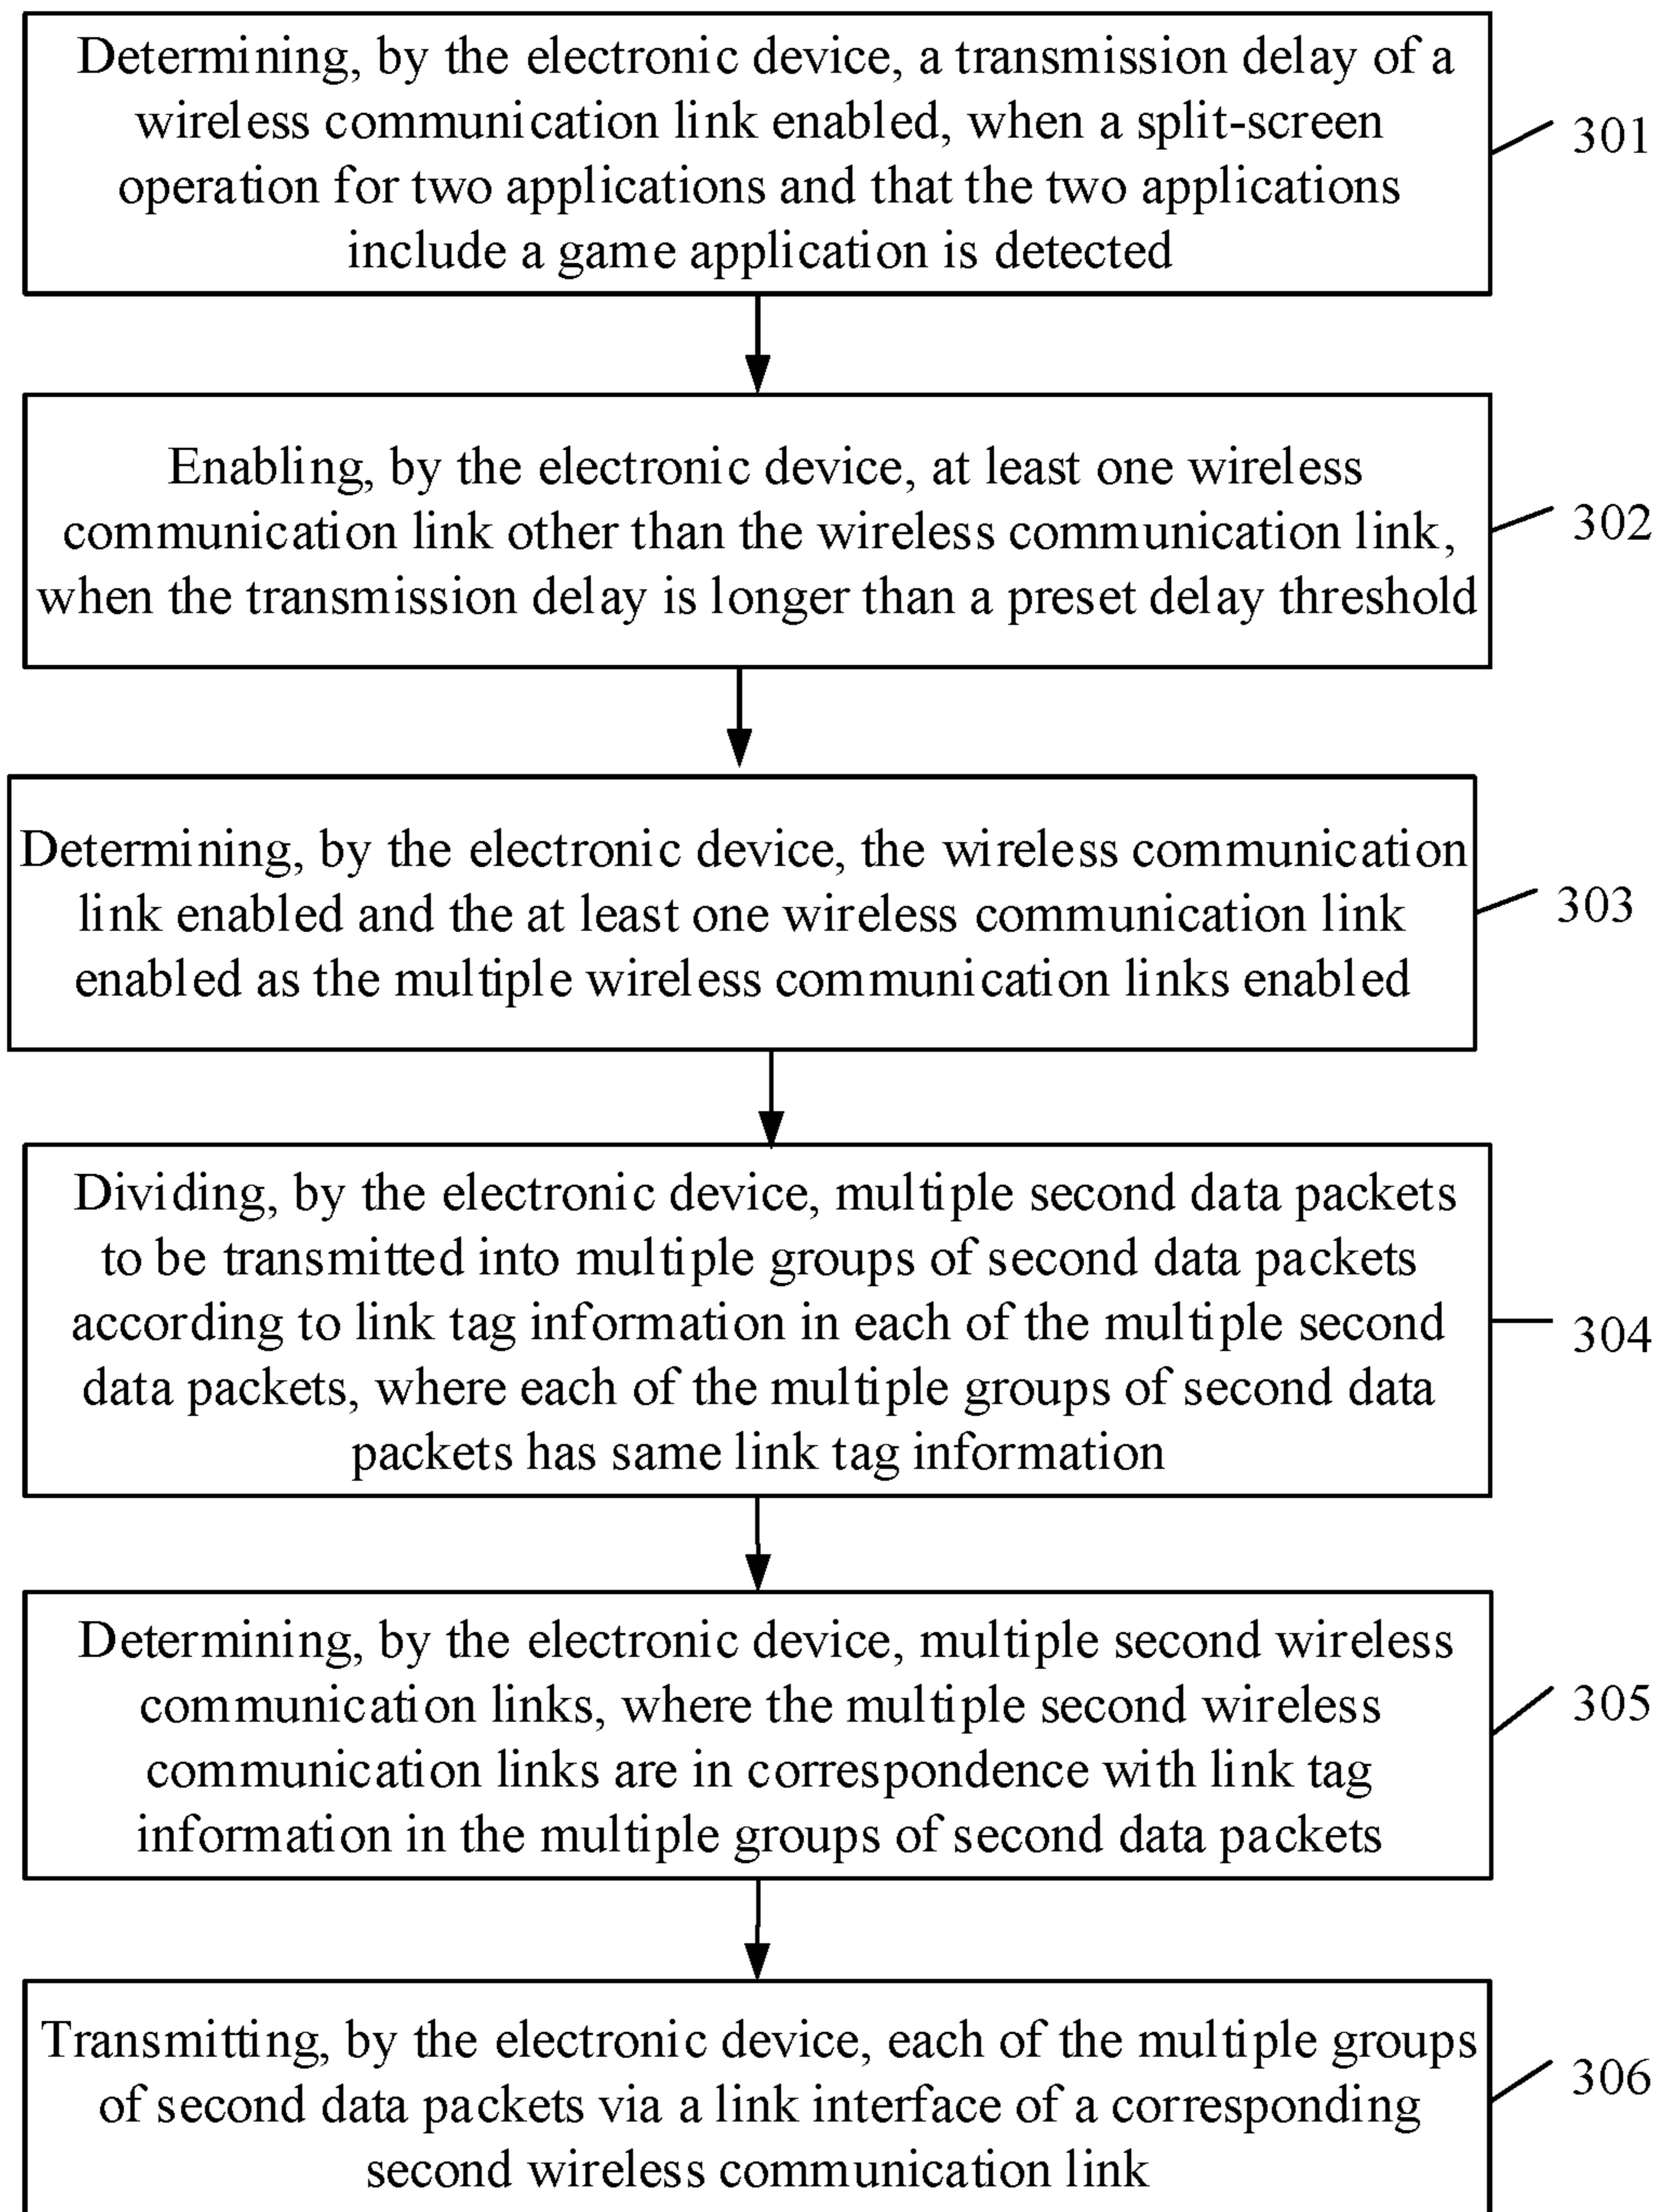 Determining, by the electronic device, a transmission delay of a
wireless communication link enabled, when a split-screen
operation for two applications and that the two applications
include a game application is detected
301
Enabling, by the electronic device, at least one wireless
communication link other than the wireless communication link,
when the transmission delay is longer than a preset delay threshold
302
Determining, by the electronic device, the wireless communication
link enabled and the at least one wireless communication link
enabled as the multiple wireless communication links enabled
303
Dividing, by the electronic device, multiple second data packets
to be transmitted into multiple groups of second data packets
according to link tag information in each of the multiple second
data packets, where each of the multiple groups of second data
packets has same link tag information
304
Determining, by the electronic device, multiple second wireless
communication links, where the multiple second wireless
communication links are in correspondence with link tag
information in the multiple groups of second data packets
305
Transmitting, by the electronic device, each of the multiple groups
of second data packets via a link interface of a corresponding
second wireless communication link
306